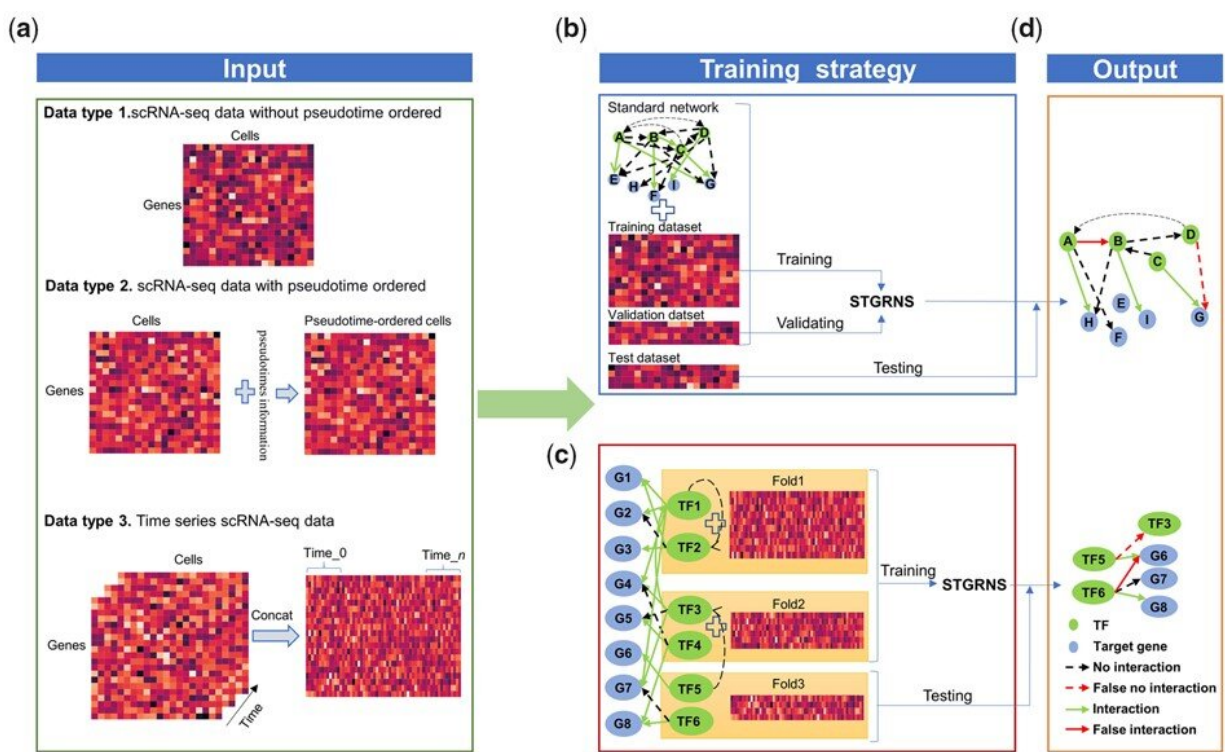 (a)
Input
Data type 1.scRNA-seq data without pseudotime ordered
Cells
Genes
Data type 2. scRNA-seq data with pseudotime ordered
Cells
Pseudotime-ordered cells
Genes
pseudotimes information
Data type 3. Time series scRNA-seq data
Cells
Time_0
Time_n
Genes
Concat
Time
(b)
Training strategy
Standard network
A
B
D
C
E
H
F
I
G
Training dataset
Training
STGRNS
Validation datset
Validating
Test dataset
Testing
(c)
G1
G2
G3
G4
G5
G6
G7
G8
TF1
TF2
TF3
TF4
TF5
TF6
Fold1
Fold2
Fold3
Training
STGRNS
Testing
(d)
Output
A
B
D
C
E
H
F
I
G
TF3
TF5
G6
TF6
G7
G8
TF
Target gene
No interaction
False no interaction
Interaction
False interaction